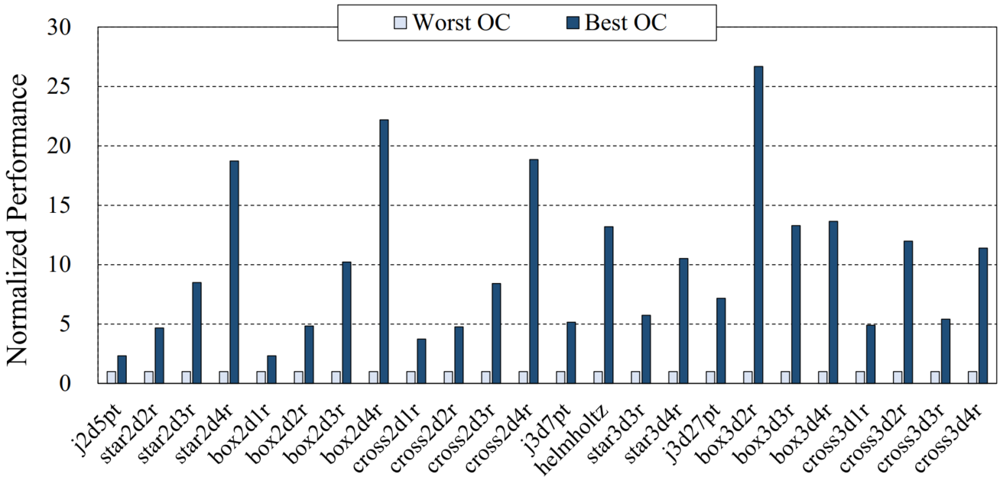 Worst OC Best OC
Normalized Performance
30
25
20
15
10
5
0
j2d5pt
star2d2r
star2d3r
star2d4r
box2d1r
box2d2r
box2d3r
box2d4r
cross2d1r
cross2d2r
cross2d3r
cross2d4r
j3d7pt
helmholtz
star3d3r
star3d4r
j3d27pt
box3d2r
box3d3r
box3d4r
cross3d1r
cross3d2r
cross3d3r
cross3d4r